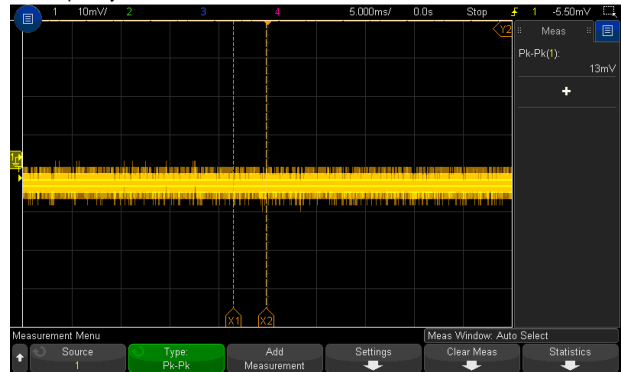 1 10mV/ 2 3 4 5.000ms/ 0.0s Stop 1 -5.50mV
Y2
Meas
Pk-Pk(1):
13mV
+
X1 X2
Measurement Menu
Meas Window: Auto Select
Source
1
Type:
Pk-Pk
Add
Measurement
Settings
Clear Meas
Statistics